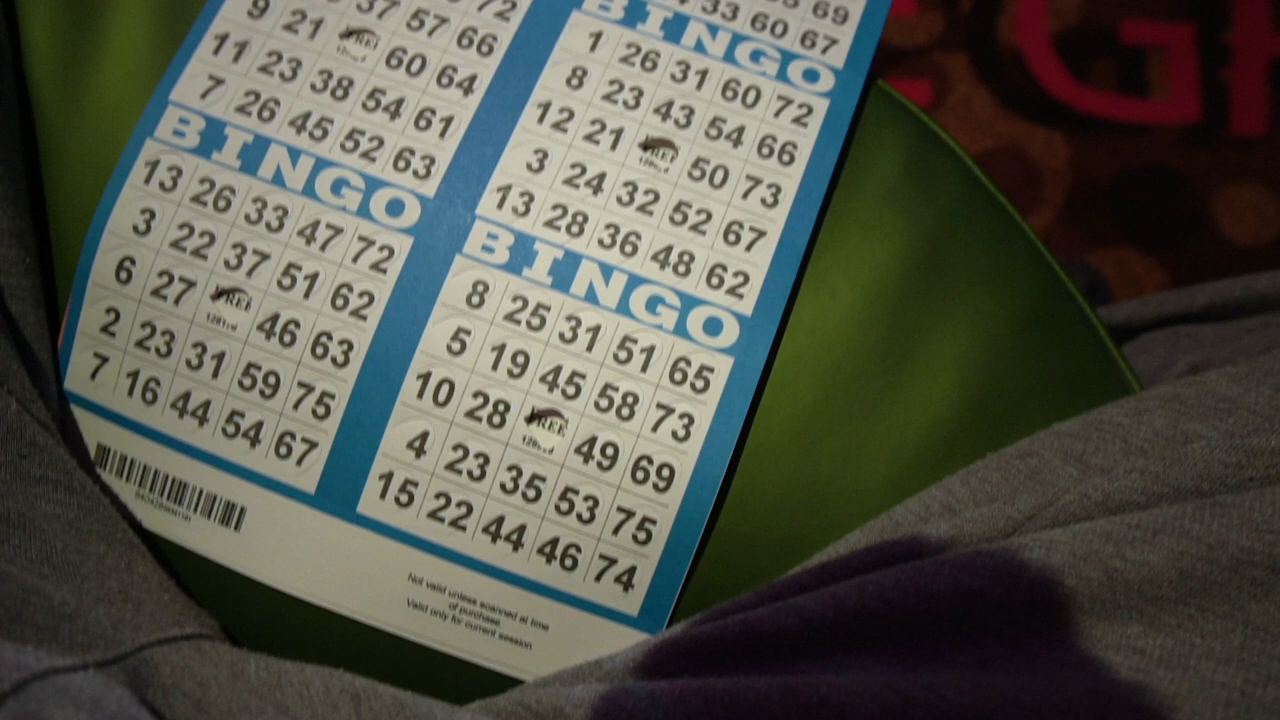 72
37 57 66
9 21 FREE 60 64
11 23 38 54 61
7 26 45 52 63
BINGO
13 26 33 47 72
3 22 37 51 62
6 27 FREE 46 63
2 23 31 59 75
7 16 44 54 67
69
33 60 67
BINGO
1 26 31 60 72
8 23 43 54 66
12 21 FREE 50 73
3 24 32 52 67
13 28 36 48 62
BINGO
8 25 31 51 65
5 19 45 58 73
10 28 FREE 49 69
4 23 35 53 75
15 22 44 46 74
Not valid unless scanned at time
of purchase.
Valid only for current session